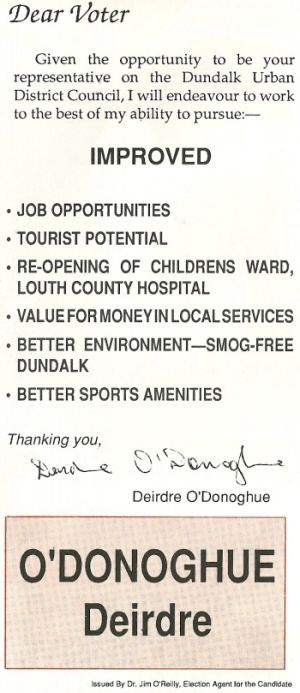 Dear Voter
Given the opportunity to be your
representative on the Dundalk Urban
District Council, I will endeavour to work
to the best of my ability to pursue:—
IMPROVED
• JOB OPPORTUNITIES
• TOURIST POTENTIAL
• RE-OPENING OF CHILDRENS WARD,
LOUTH COUNTY HOSPITAL
• VALUE FOR MONEY IN LOCAL SERVICES
• BETTER ENVIRONMENT—SMOG-FREE
DUNDALK
• BETTER SPORTS AMENITIES
Thanking you,
Deirdre O'Donoghue
Deirdre O'Donoghue
O'DONOGHUE
Deirdre
Issued By Dr. Jim O'Reilly, Election Agent for the Candidate